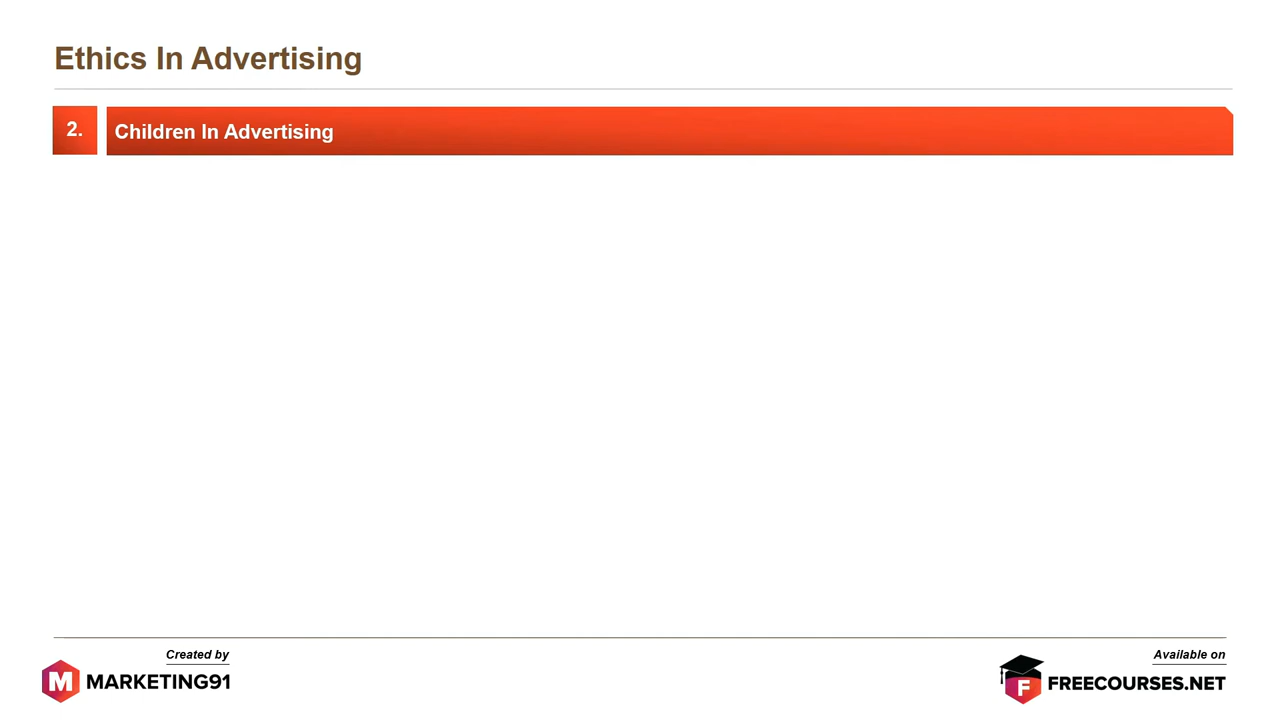 Ethics In Advertising
2. Children In Advertising
Created by
M MARKETING91
Available on
F FREECOURSES.NET